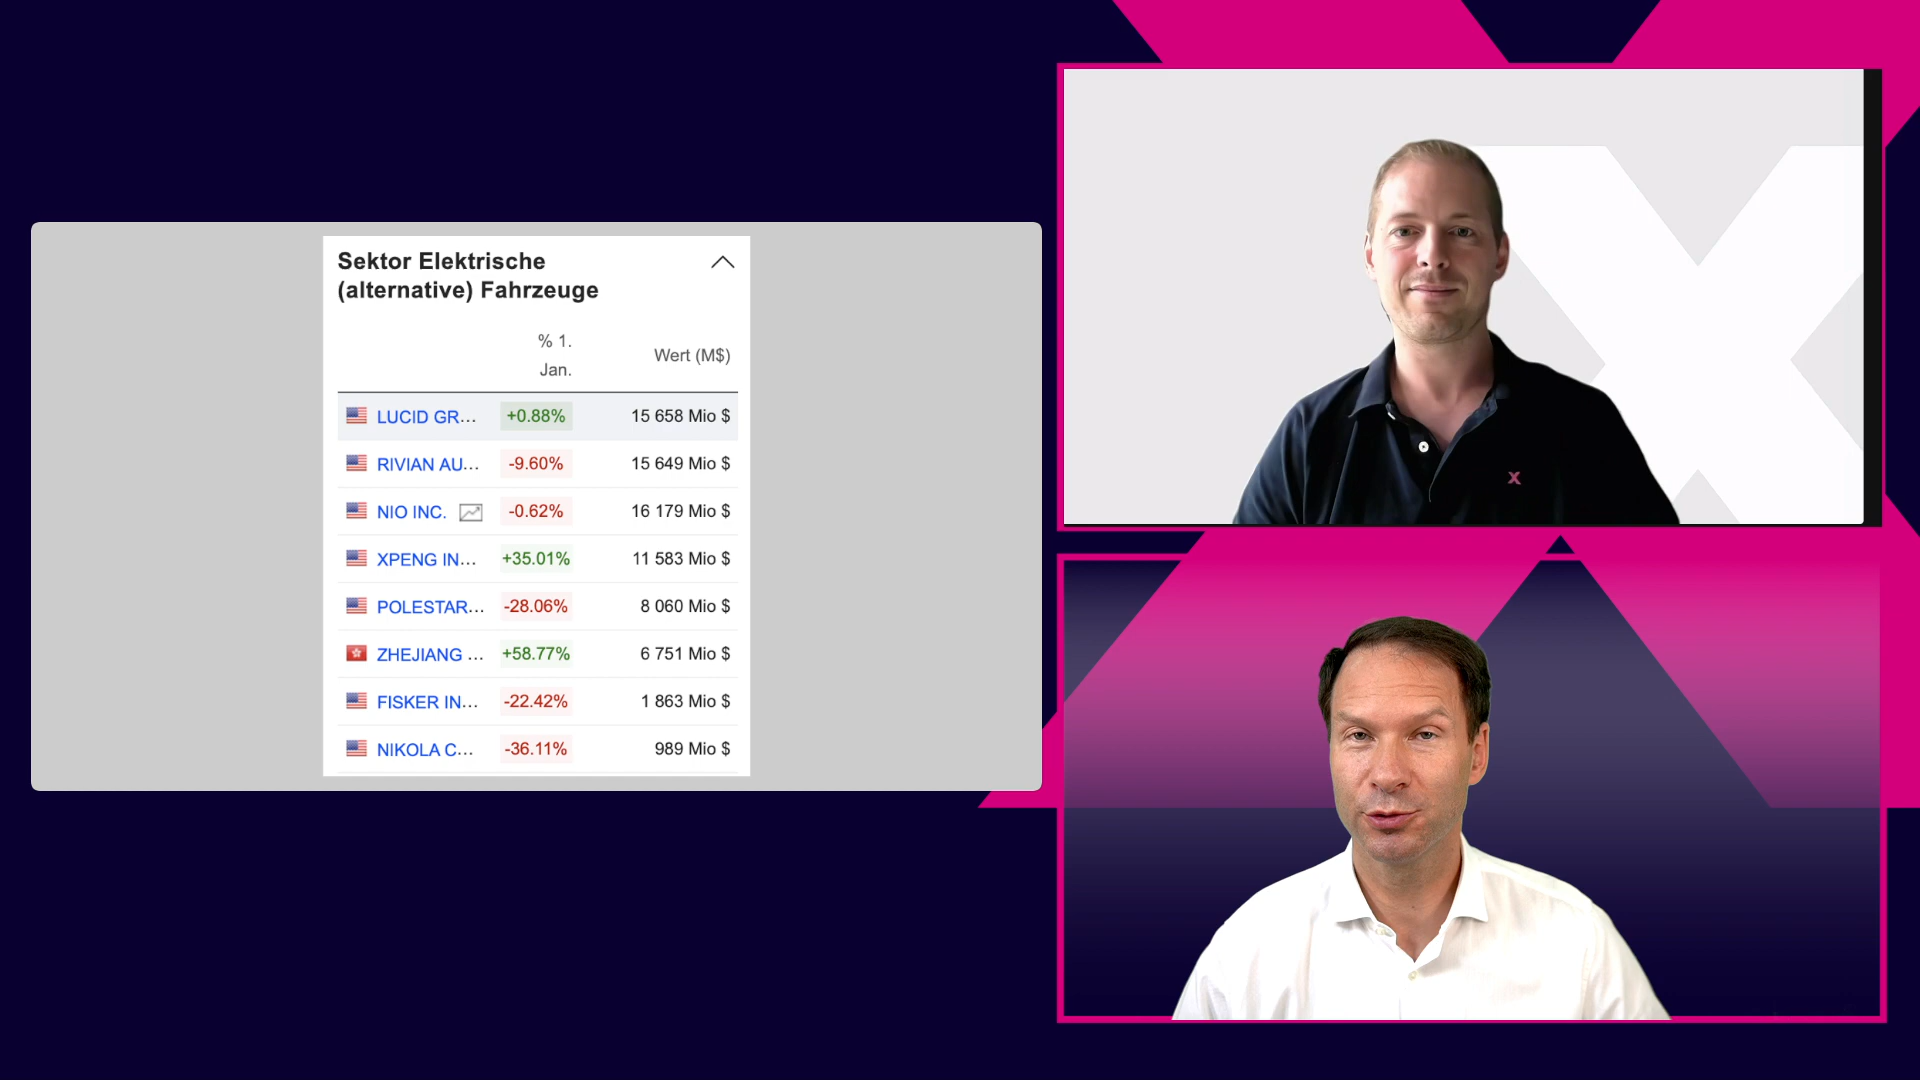 Sektor Elektrische
(alternative) Fahrzeuge
% 1.
Jan.
Wert (M$)
LUCID GR... +0.88% 15 658 Mio $
RIVIAN AU... -9.60% 15 649 Mio $
NIO INC. -0.62% 16 179 Mio $
XPENG IN... +35.01% 11 583 Mio $
POLESTAR... -28.06% 8 060 Mio $
ZHEJIANG ... +58.77% 6 751 Mio $
FISKER IN... -22.42% 1 863 Mio $
NIKOLA C... -36.11% 989 Mio $
X
X